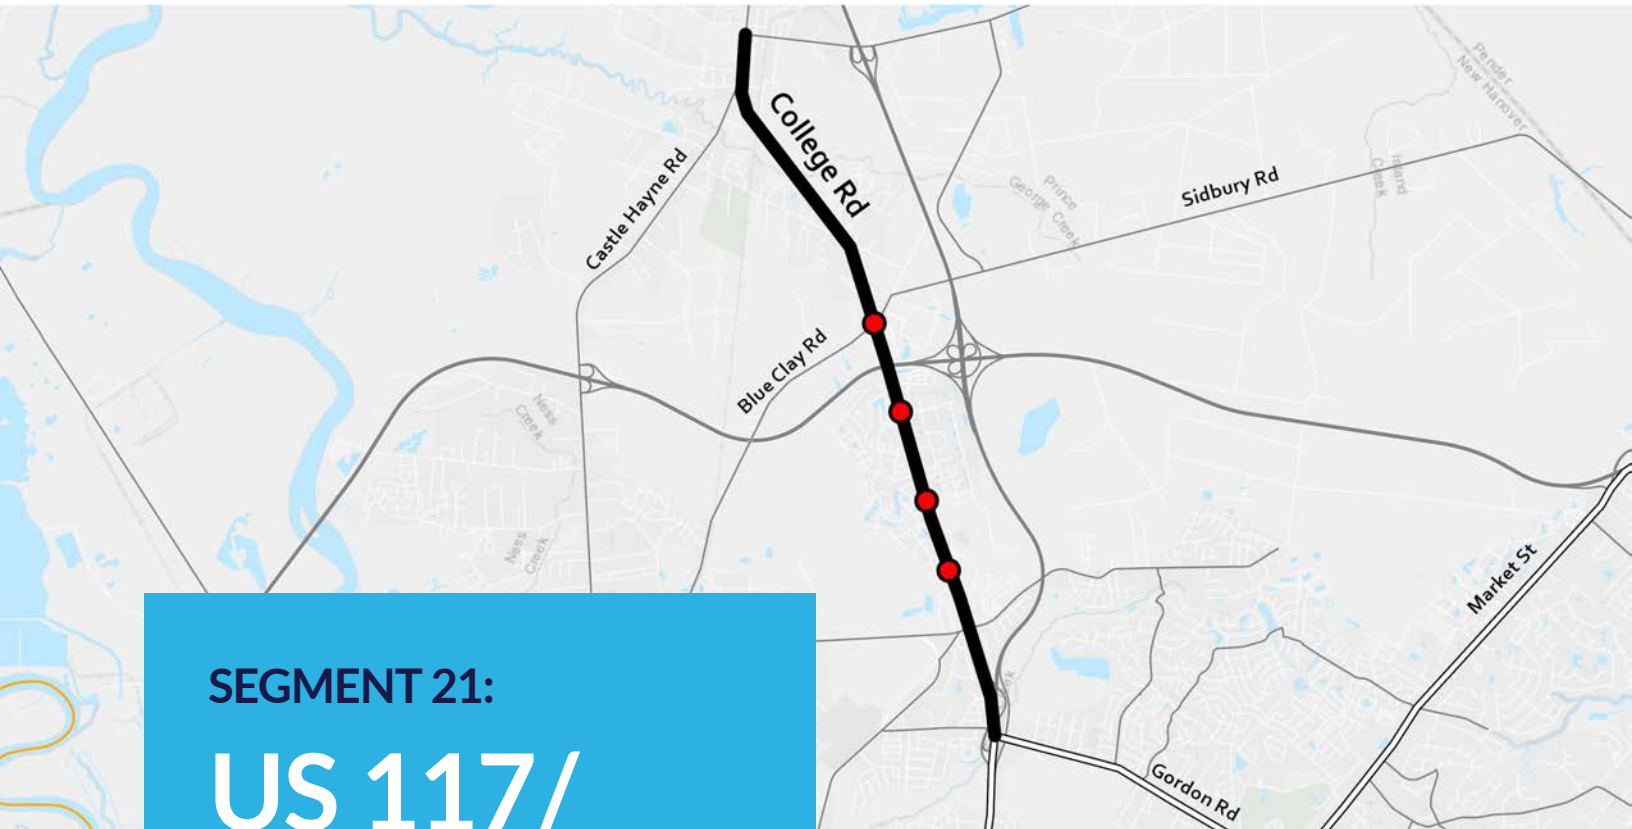 Pender
New Hanover
College Rd
Castle Hayne Rd
Prince
George Creek
Sidbury Rd
Island
Creek
Blue Clay Rd
Ness
Creek
Ness
Creek
Market St
Gordon Rd
SEGMENT 21:
US 117/